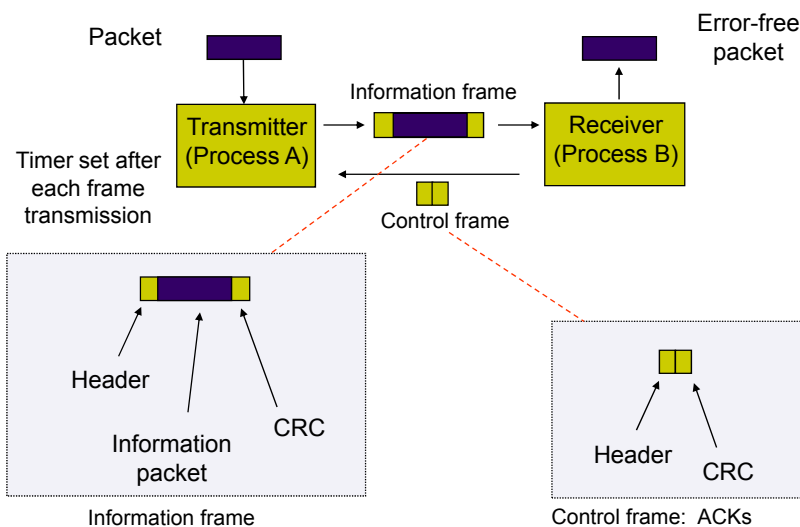 Packet
Error-free
packet
Information frame
Transmitter
(Process A)
Receiver
(Process B)
Timer set after
each frame
transmission
Control frame
Header
Information
packet
CRC
Information frame
Header
CRC
Control frame: ACKs